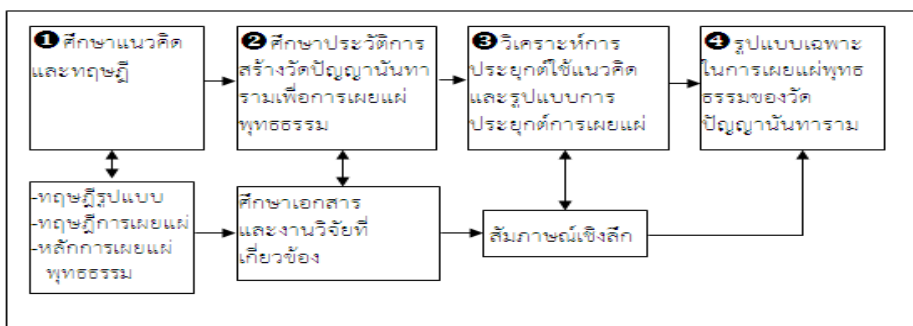 ❶ ศึกษาแนวคิด
และทฤษฎี
❷ ศึกษาประวัติการ
สร้างวัดปัญญานันทา
รามเพื่อการเผยแผ่
พุทธธรรม
❸ วิเคราะห์การ
ประยุกต์ใช้แนวคิด
และรูปแบบการ
ประยุกต์การเผยแผ่
❹ รูปแบบเฉพาะ
ในการเผยแผ่พุทธ
ธรรมของวัด
ปัญญานันทาราม
-ทฤษฎีรูปแบบ
-ทฤษฎีการเผยแผ่
-หลักการเผยแผ่
พุทธธรรม
ศึกษาเอกสาร
และงานวิจัยที่
เกี่ยวข้อง
สัมภาษณ์เชิงลึก